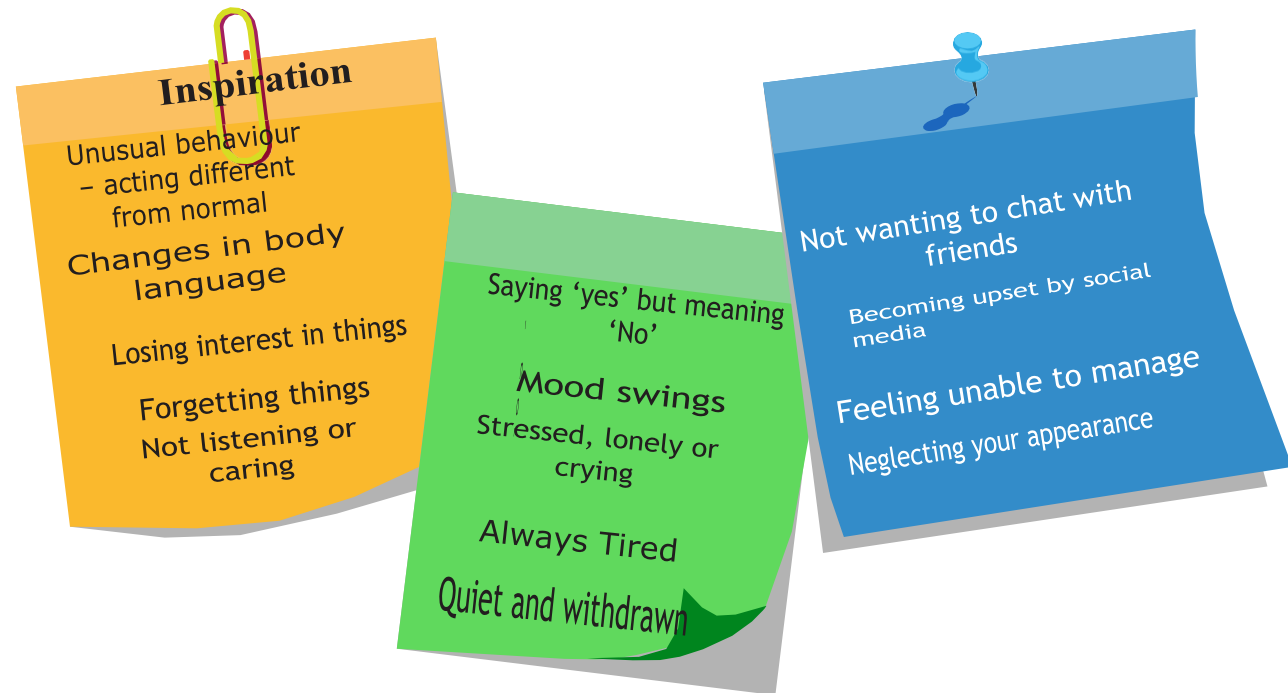 Inspiration
Unusual behaviour
– acting different
from normal
Changes in body
language
Losing interest in things
Forgetting things
Not listening or
caring
Saying ‘yes’ but meaning
‘No’
Mood swings
Stressed, lonely or
crying
Always Tired
Quiet and withdrawn
Not wanting to chat with
friends
Becoming upset by social
media
Feeling unable to manage
Neglecting your appearance